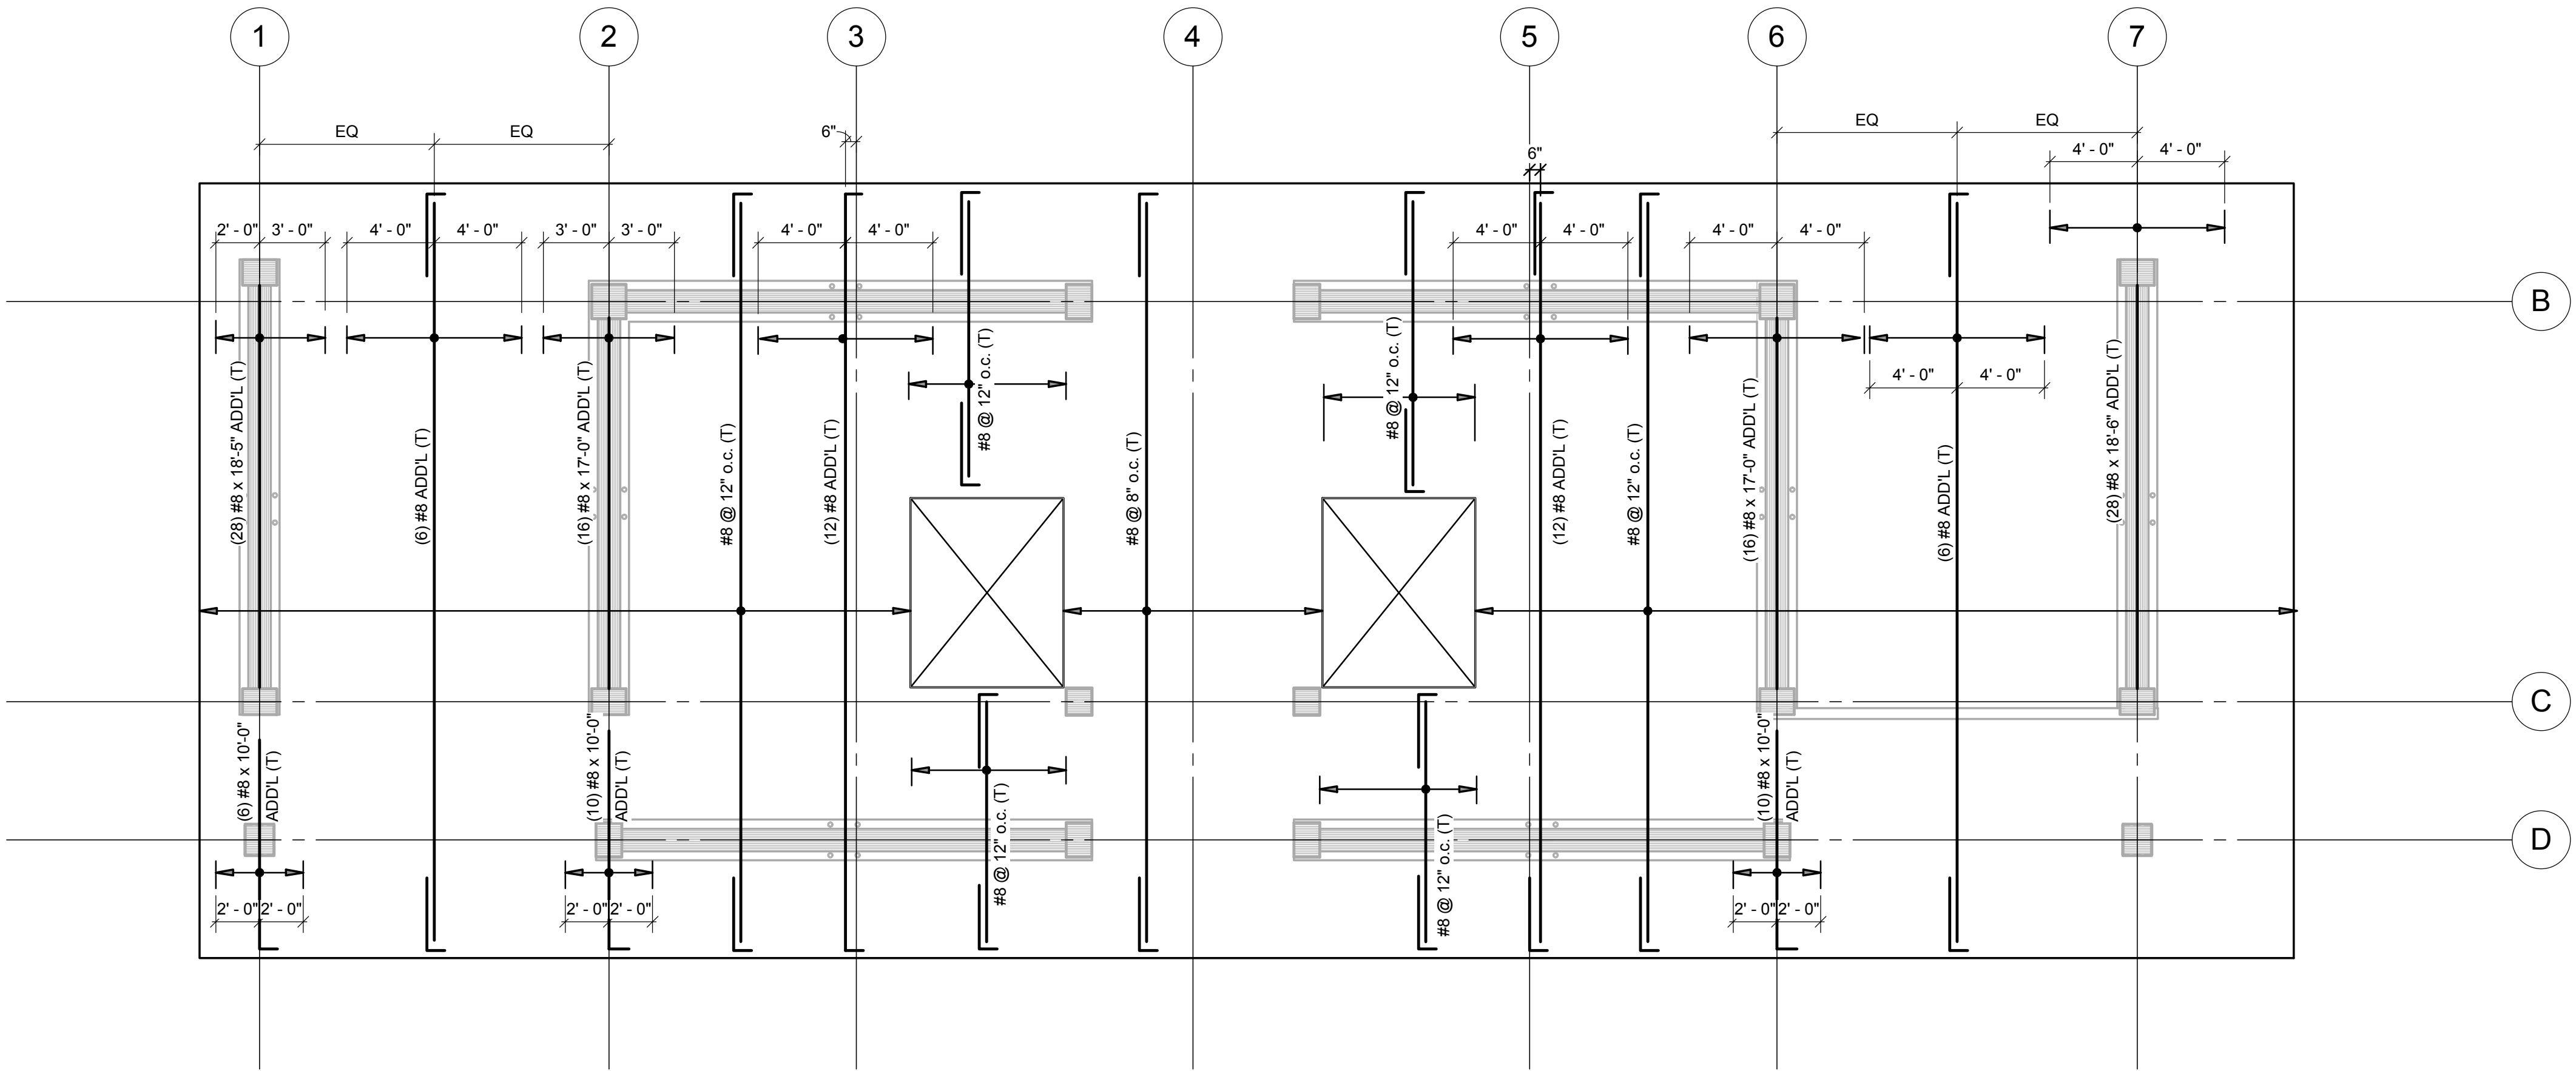 1
2
3
4
5
6
7
EQ
EQ
6"
6"
EQ
EQ
4' - 0"
4' - 0"
2' - 0"
3' - 0"
4' - 0"
4' - 0"
3' - 0"
3' - 0"
4' - 0"
4' - 0"
4' - 0"
4' - 0"
4' - 0"
4' - 0"
B
4' - 0"
4' - 0"
(28) #8 x 18'-5" ADD'L (T)
(6) #8 ADD'L (T)
(16) #8 x 17'-0" ADD'L (T)
#8 @ 12" o.c. (T)
(12) #8 ADD'L (T)
#8 @ 12" o.c. (T)
#8 @ 8" o.c. (T)
#8 @ 12" o.c. (T)
(12) #8 ADD'L (T)
#8 @ 12" o.c. (T)
(16) #8 x 17'-0" ADD'L (T)
(6) #8 ADD'L (T)
(28) #8 x 18'-6" ADD'L (T)
C
(6) #8 x 10'-0"
ADD'L (T)
(10) #8 x 10'-0"
ADD'L (T)
#8 @ 12" o.c. (T)
#8 @ 12" o.c. (T)
(10) #8 x 10'-0"
ADD'L (T)
D
2' - 0"
2' - 0"
2' - 0"
2' - 0"
2' - 0"
2' - 0"